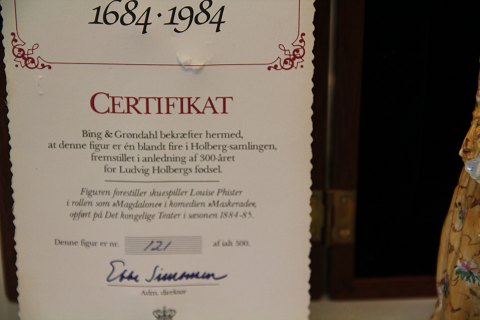 1684·1984
CERTIFIKAT
Bing & Grøndahl bekræfter hermed,
at denne figur er én blandt fire i Holberg-samlingen,
fremstillet i anledning af 300-året
for Ludvig Holbergs fødsel.
Figuren forestiller skuespiller Louise Phister
i rollen som »Magdalone« i komedien »Maskerade«,
opført på Det kongelige Teater i sæsonen 1884-85.
Denne figur er nr. 121 af ialt 500.
Ebbe Simonsen
Adm. direktør